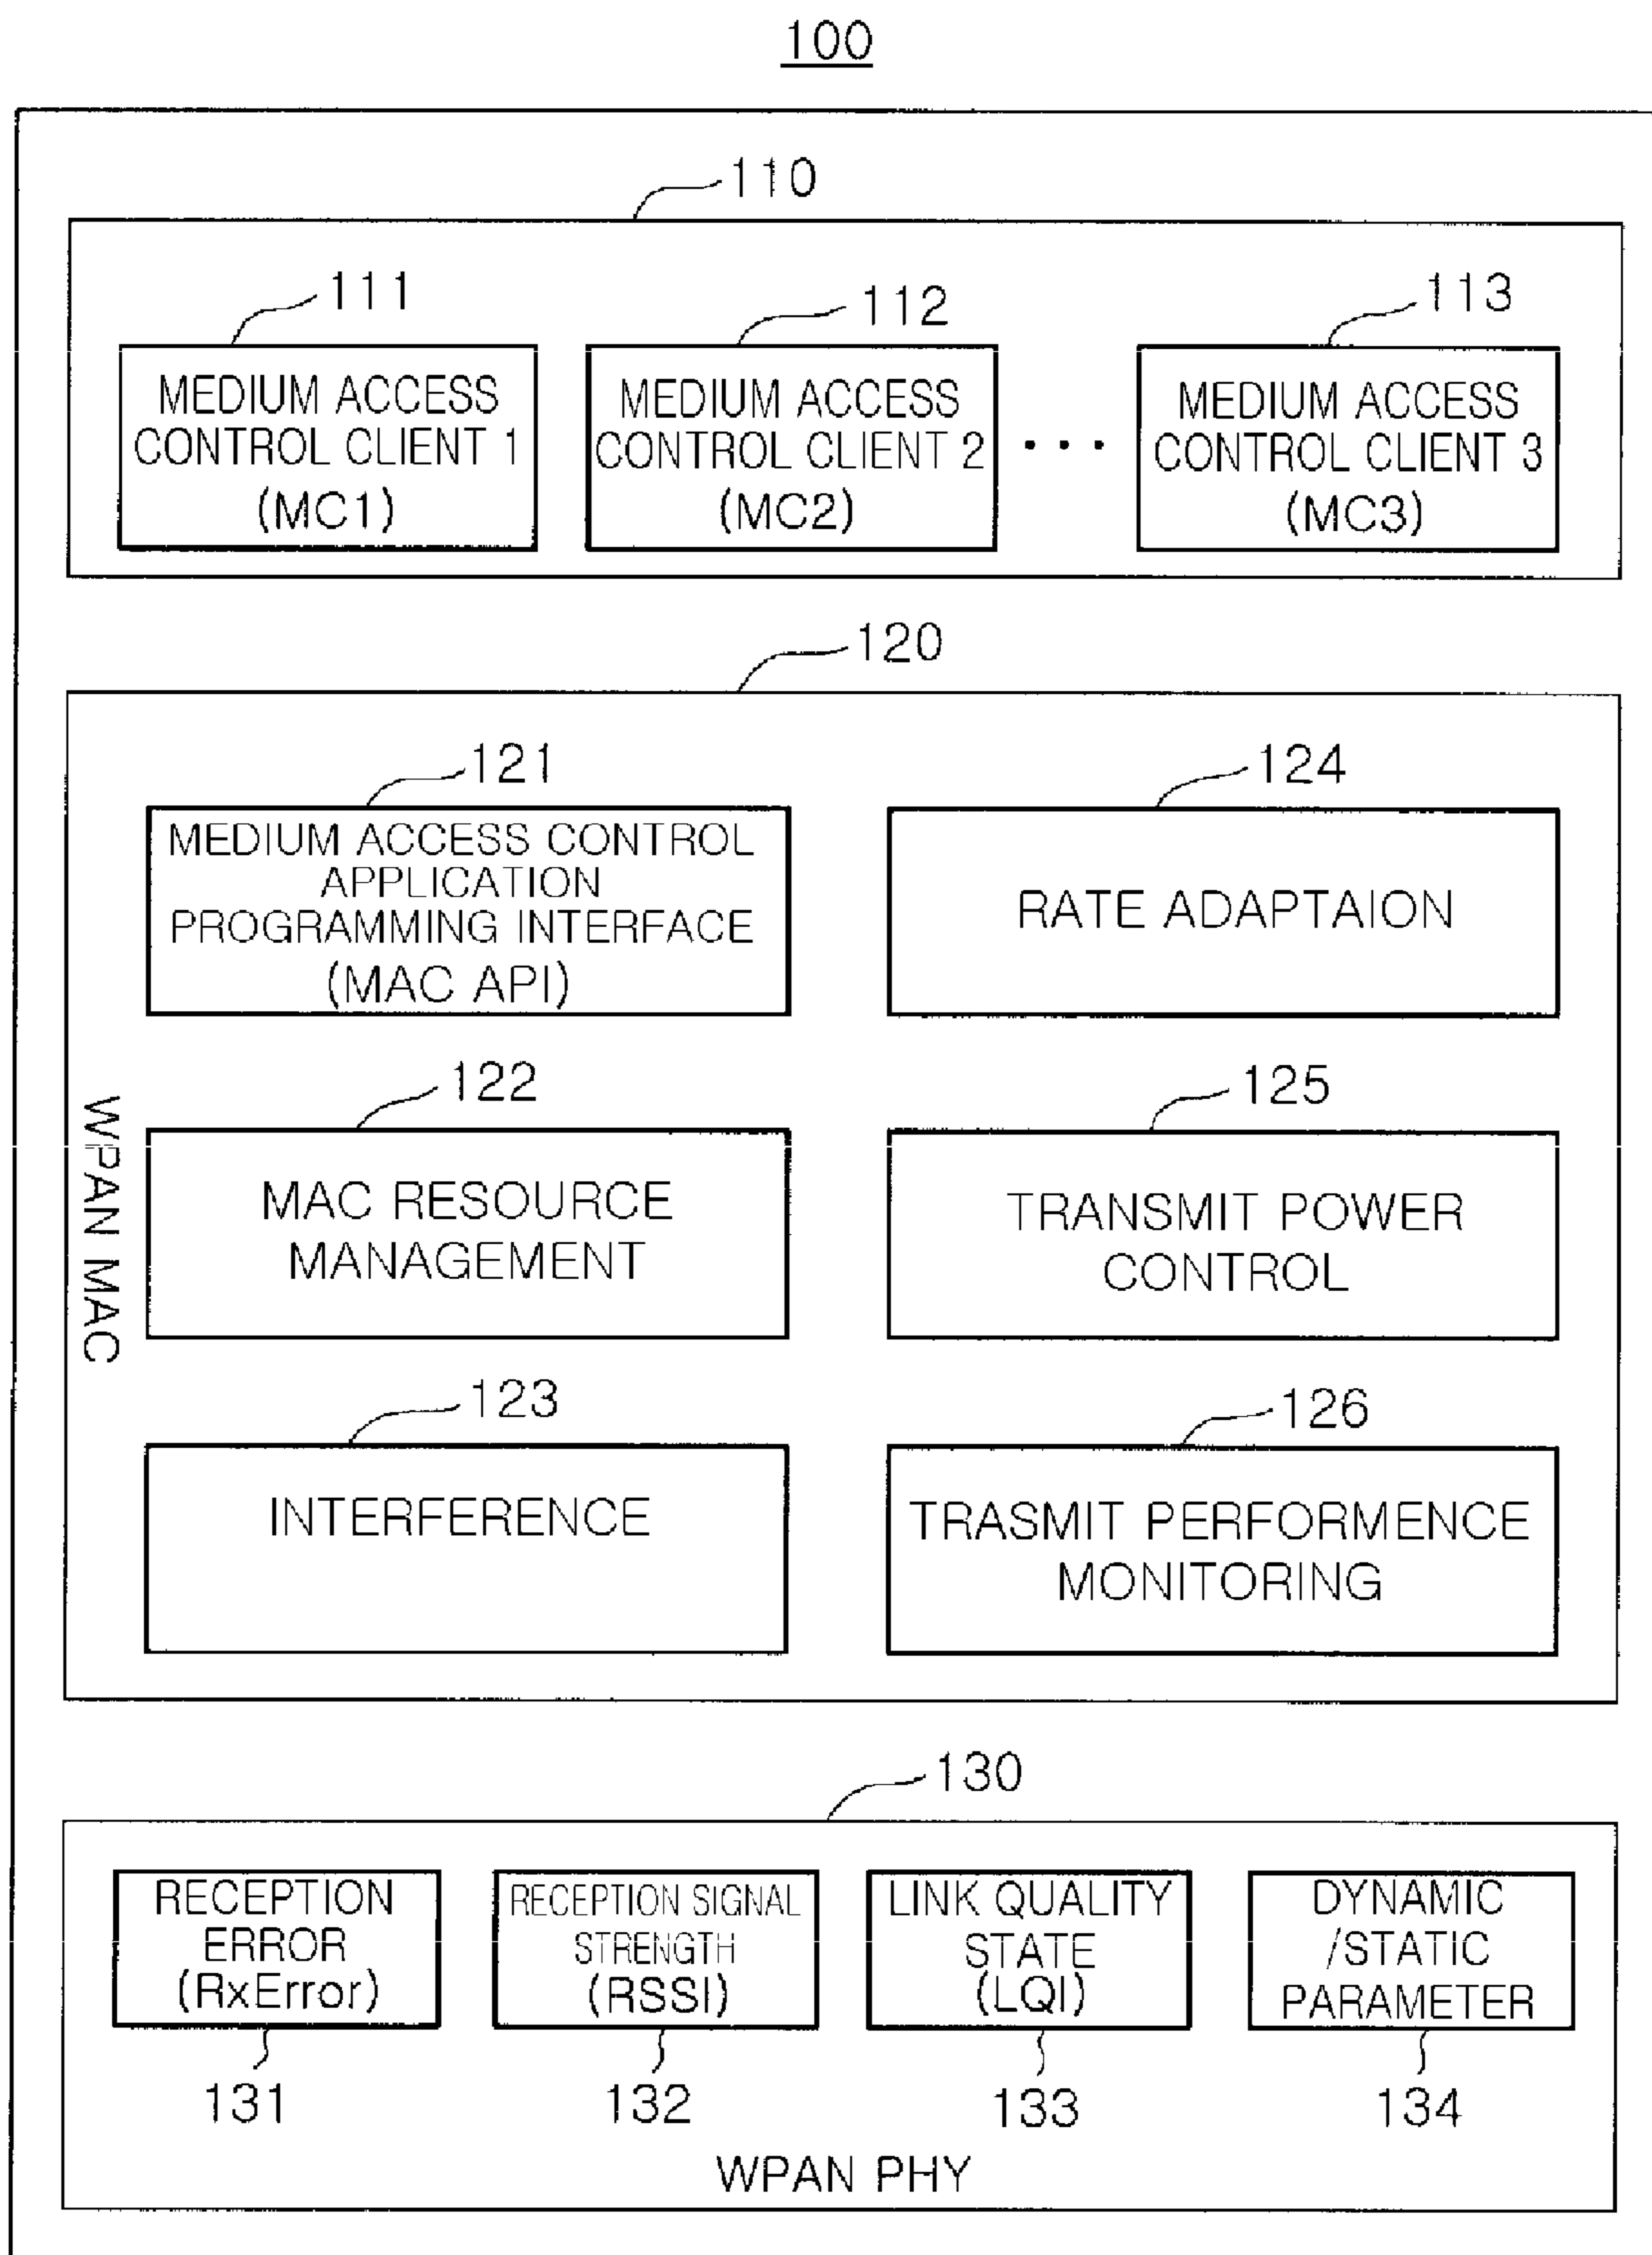 100
110
111
112
113
MEDIUM ACCESS
CONTROL CLIENT 1
(MC1)
MEDIUM ACCESS
CONTROL CLIENT 2
(MC2)
...
MEDIUM ACCESS
CONTROL CLIENT 3
(MC3)
120
121
124
MEDIUM ACCESS CONTROL
APPLICATION
PROGRAMMING INTERFACE
(MAC API)
RATE ADAPTAION
122
125
WPAN MAC
MAC RESOURCE
MANAGEMENT
TRANSMIT POWER
CONTROL
123
126
INTERFERENCE
TRASMIT PERFORMENCE
MONITORING
130
RECEPTION
ERROR
(RxError)
RECEPTION SIGNAL
STRENGTH
(RSSI)
LINK QUALITY
STATE
(LQI)
DYNAMIC
/STATIC
PARAMETER
131
132
133
134
WPAN PHY